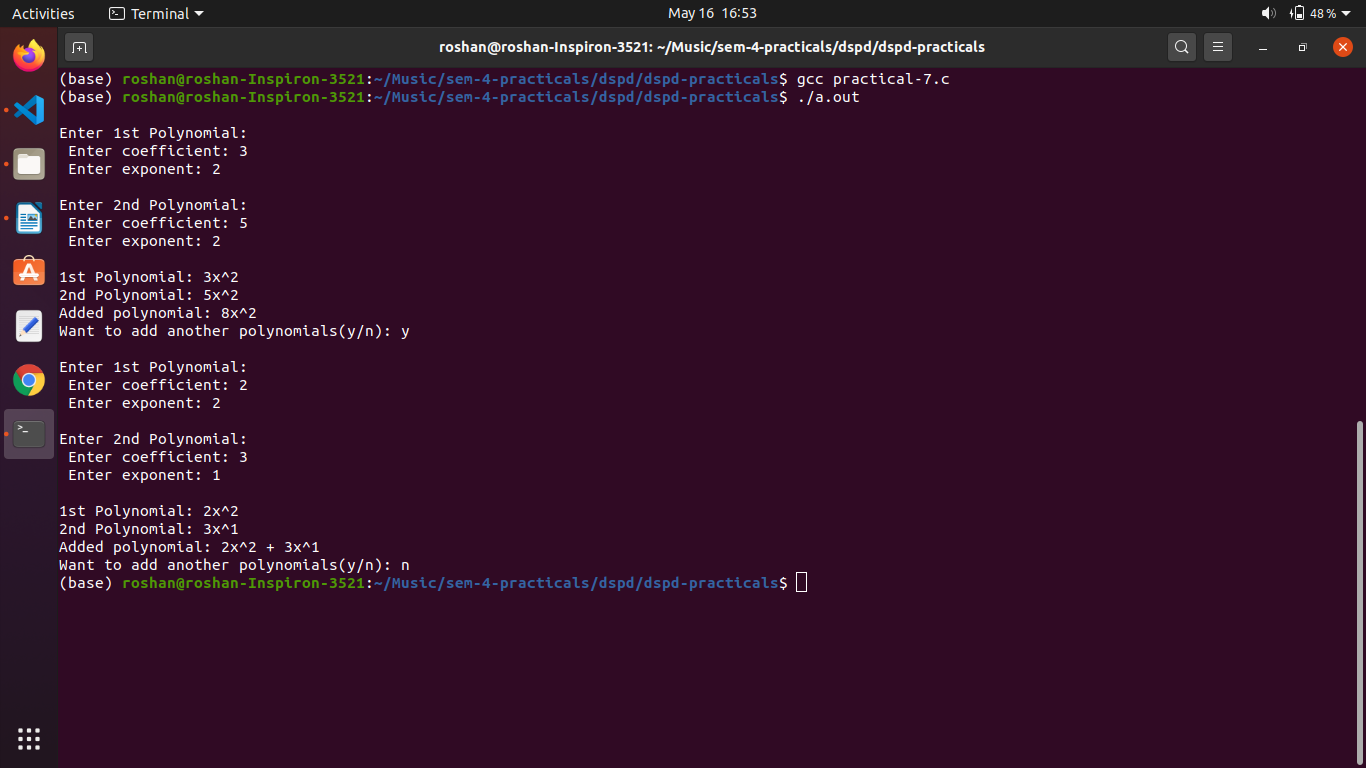 Activities
Terminal
May 16 16:53
48 %
roshan@roshan-Inspiron-3521: ~/Music/sem-4-practicals/dspd/dspd-practicals
(base) roshan@roshan-Inspiron-3521:~/Music/sem-4-practicals/dspd/dspd-practicals$ gcc practical-7.c
(base) roshan@roshan-Inspiron-3521:~/Music/sem-4-practicals/dspd/dspd-practicals$ ./a.out
Enter 1st Polynomial:
Enter coefficient: 3
Enter exponent: 2
Enter 2nd Polynomial:
Enter coefficient: 5
Enter exponent: 2
1st Polynomial: 3x^2
2nd Polynomial: 5x^2
Added polynomial: 8x^2
Want to add another polynomials(y/n): y
Enter 1st Polynomial:
Enter coefficient: 2
Enter exponent: 2
Enter 2nd Polynomial:
Enter coefficient: 3
Enter exponent: 1
1st Polynomial: 2x^2
2nd Polynomial: 3x^1
Added polynomial: 2x^2 + 3x^1
Want to add another polynomials(y/n): n
(base) roshan@roshan-Inspiron-3521:~/Music/sem-4-practicals/dspd/dspd-practicals$